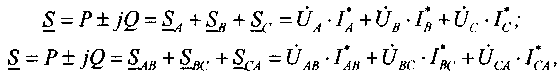 S = P ± jQ = S_A + S_B + S_C = U̇_A · I*_A + U̇_B · I*_B + U̇_C · I*_C;
S = P ± jQ = S_AB + S_BC + S_CA = U̇_AB · I*_AB + U̇_BC · I*_BC + U̇_CA · I*_CA,